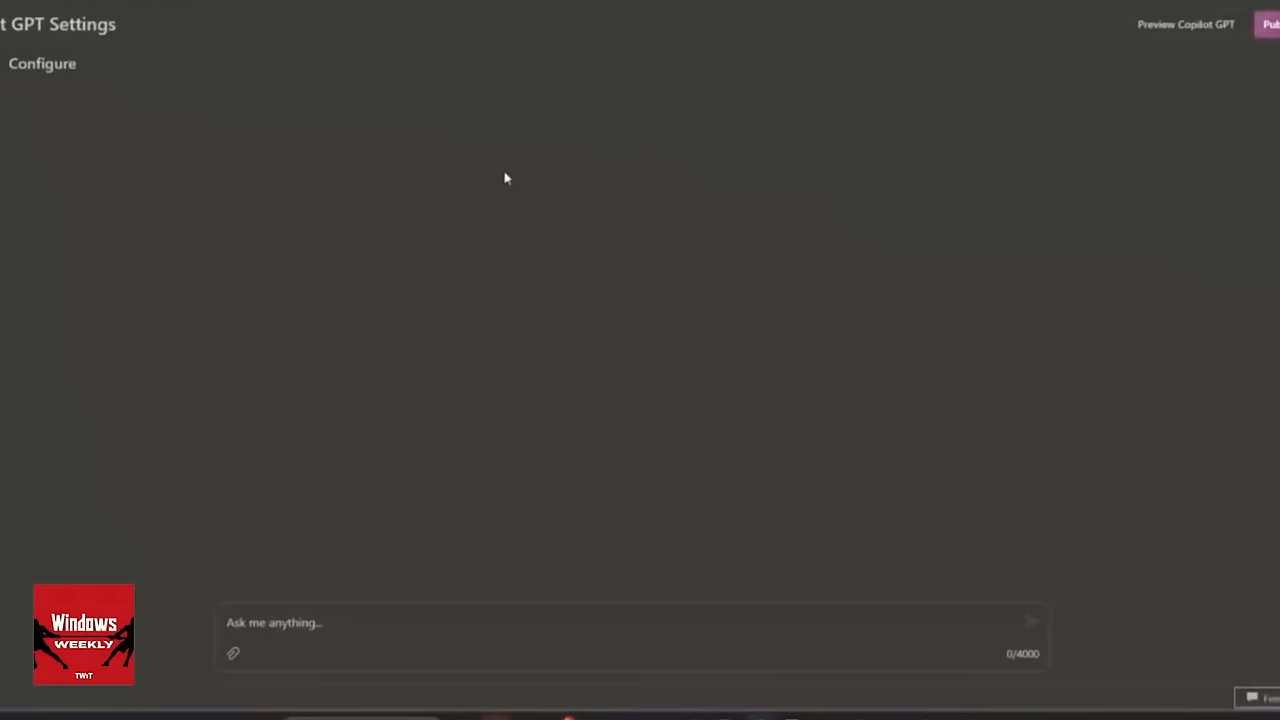 t GPT Settings
Preview Copilot GPT
Pub
Configure
Ask me anything...
0/4000
Windows
WEEKLY
TWiT